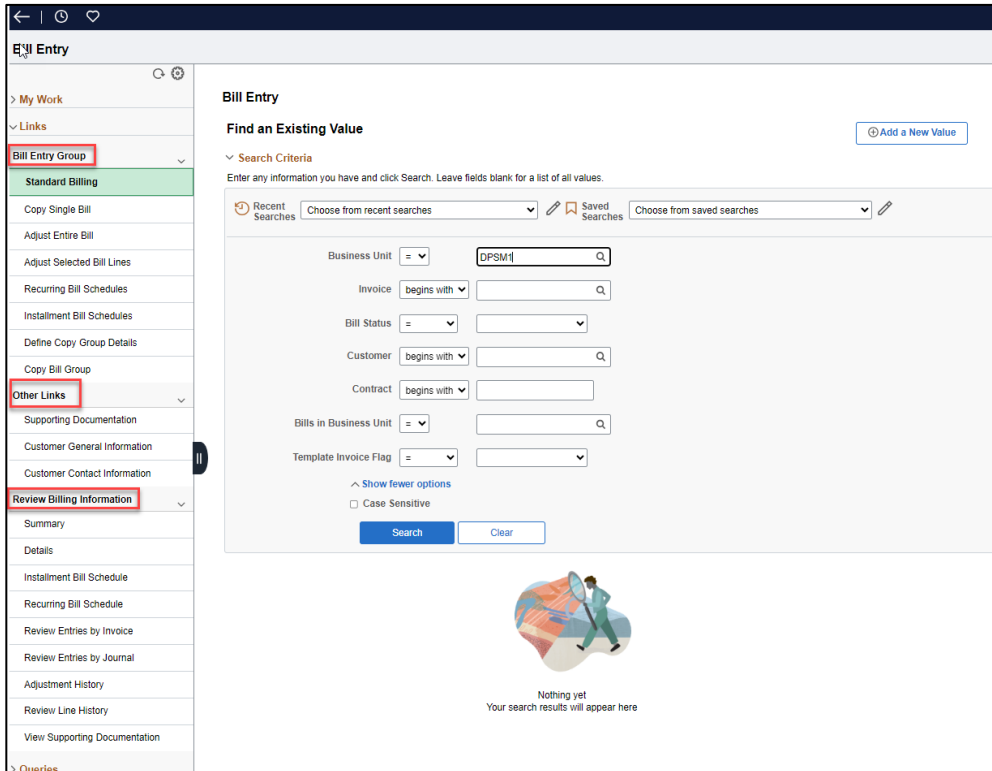 Bill Entry
My Work
Links
Bill Entry Group
Standard Billing
Copy Single Bill
Adjust Entire Bill
Adjust Selected Bill Lines
Recurring Bill Schedules
Installment Bill Schedules
Define Copy Group Details
Copy Bill Group
Other Links
Supporting Documentation
Customer General Information
Customer Contact Information
Review Billing Information
Summary
Details
Installment Bill Schedule
Recurring Bill Schedule
Review Entries by Invoice
Review Entries by Journal
Adjustment History
Review Line History
View Supporting Documentation
Queries
Bill Entry
Find an Existing Value
Add a New Value
Search Criteria
Enter any information you have and click Search. Leave fields blank for a list of all values.
Recent Searches Choose from recent searches Saved Searches Choose from saved searches
Business Unit = DPSM1
Invoice begins with
Bill Status =
Customer begins with
Contract begins with
Bills in Business Unit =
Template Invoice Flag =
Show fewer options
Case Sensitive
Search Clear
Nothing yet
Your search results will appear here